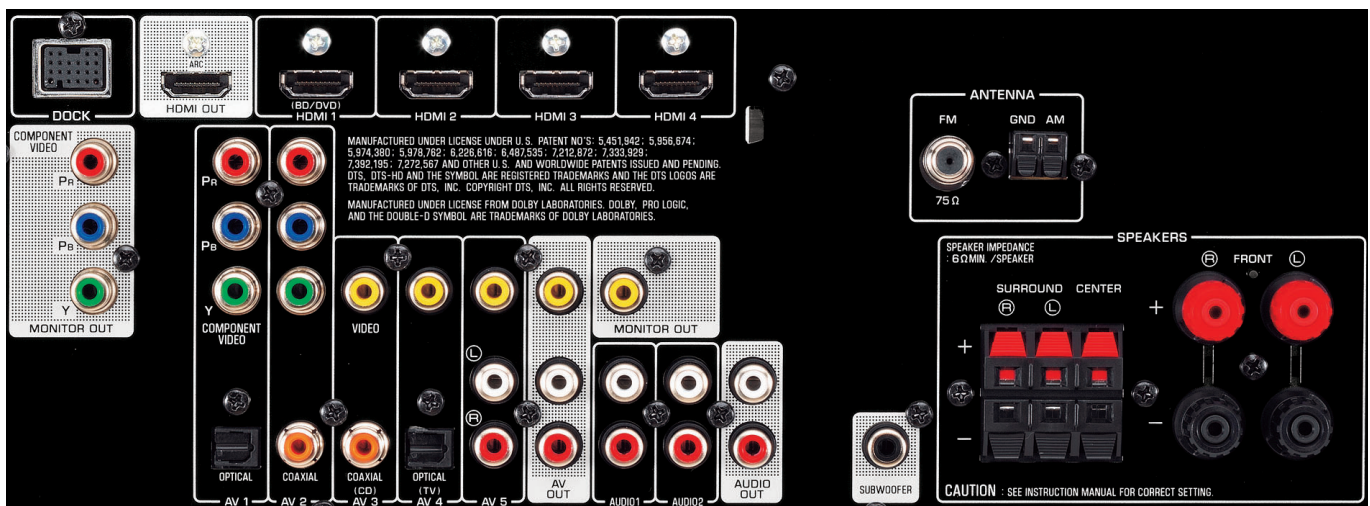 DOCK
ARC
HDMI OUT
(BD/DVD)
HDMI 1
HDMI 2
HDMI 3
HDMI 4
COMPONENT
VIDEO
PR
PB
Y
MONITOR OUT
PR
PB
Y
COMPONENT
VIDEO
MANUFACTURED UNDER LICENSE UNDER U.S. PATENT NO'S: 5,451,942; 5,956,674;
5,974,380; 5,978,762; 6,226,616; 6,487,535; 7,212,872; 7,333,929;
7,392,195; 7,272,567 AND OTHER U.S. AND WORLDWIDE PATENTS ISSUED AND PENDING.
DTS, DTS-HD AND THE SYMBOL ARE REGISTERED TRADEMARKS AND THE DTS LOGOS ARE
TRADEMARKS OF DTS, INC. COPYRIGHT DTS, INC. ALL RIGHTS RESERVED.
MANUFACTURED UNDER LICENSE FROM DOLBY LABORATORIES. DOLBY, PRO LOGIC,
AND THE DOUBLE-D SYMBOL ARE TRADEMARKS OF DOLBY LABORATORIES.
VIDEO
MONITOR OUT
L
R
OPTICAL
COAXIAL
COAXIAL
(CD)
OPTICAL
(TV)
AV 1
AV 2
AV 3
AV 4
AV 5
AV
OUT
AUDIO1
AUDIO2
AUDIO
OUT
ANTENNA
FM
GND
AM
75Ω
SUBWOOFER
SPEAKERS
SPEAKER IMPEDANCE
: 6ΩMIN. /SPEAKER
R FRONT L
SURROUND CENTER
R L
+
+
−
−
CAUTION : SEE INSTRUCTION MANUAL FOR CORRECT SETTING.